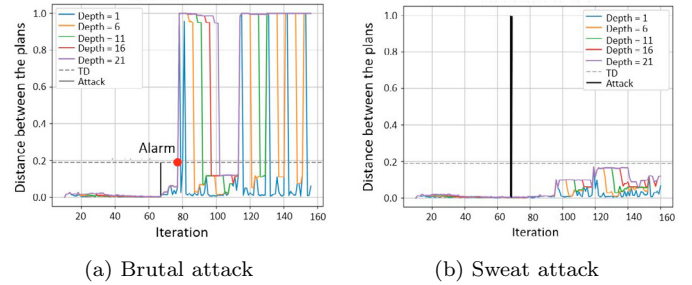 Depth = 1
Depth = 6
Depth = 11
Depth = 16
Depth = 21
TD
Attack
Alarm
1.0
0.8
0.6
0.4
0.2
0.0
Distance between the plans
20 40 60 80 100 120 140 160
Iteration
(a) Brutal attack
Depth = 1
Depth = 6
Depth = 11
Depth = 16
Depth = 21
TD
Attack
1.0
0.8
0.6
0.4
0.2
0.0
Distance between the plans
20 40 60 80 100 120 140 160
Iteration
(b) Sweat attack